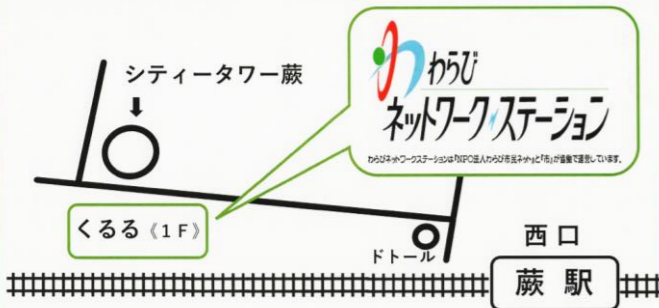 シティータワー蕨
わらび
ネットワークステーション
わらびネットワークステーションは「NPO法人わらび市民ネット」と「市」が協働で運営しています。
くるる《1F》
ドトール
西口
蕨駅